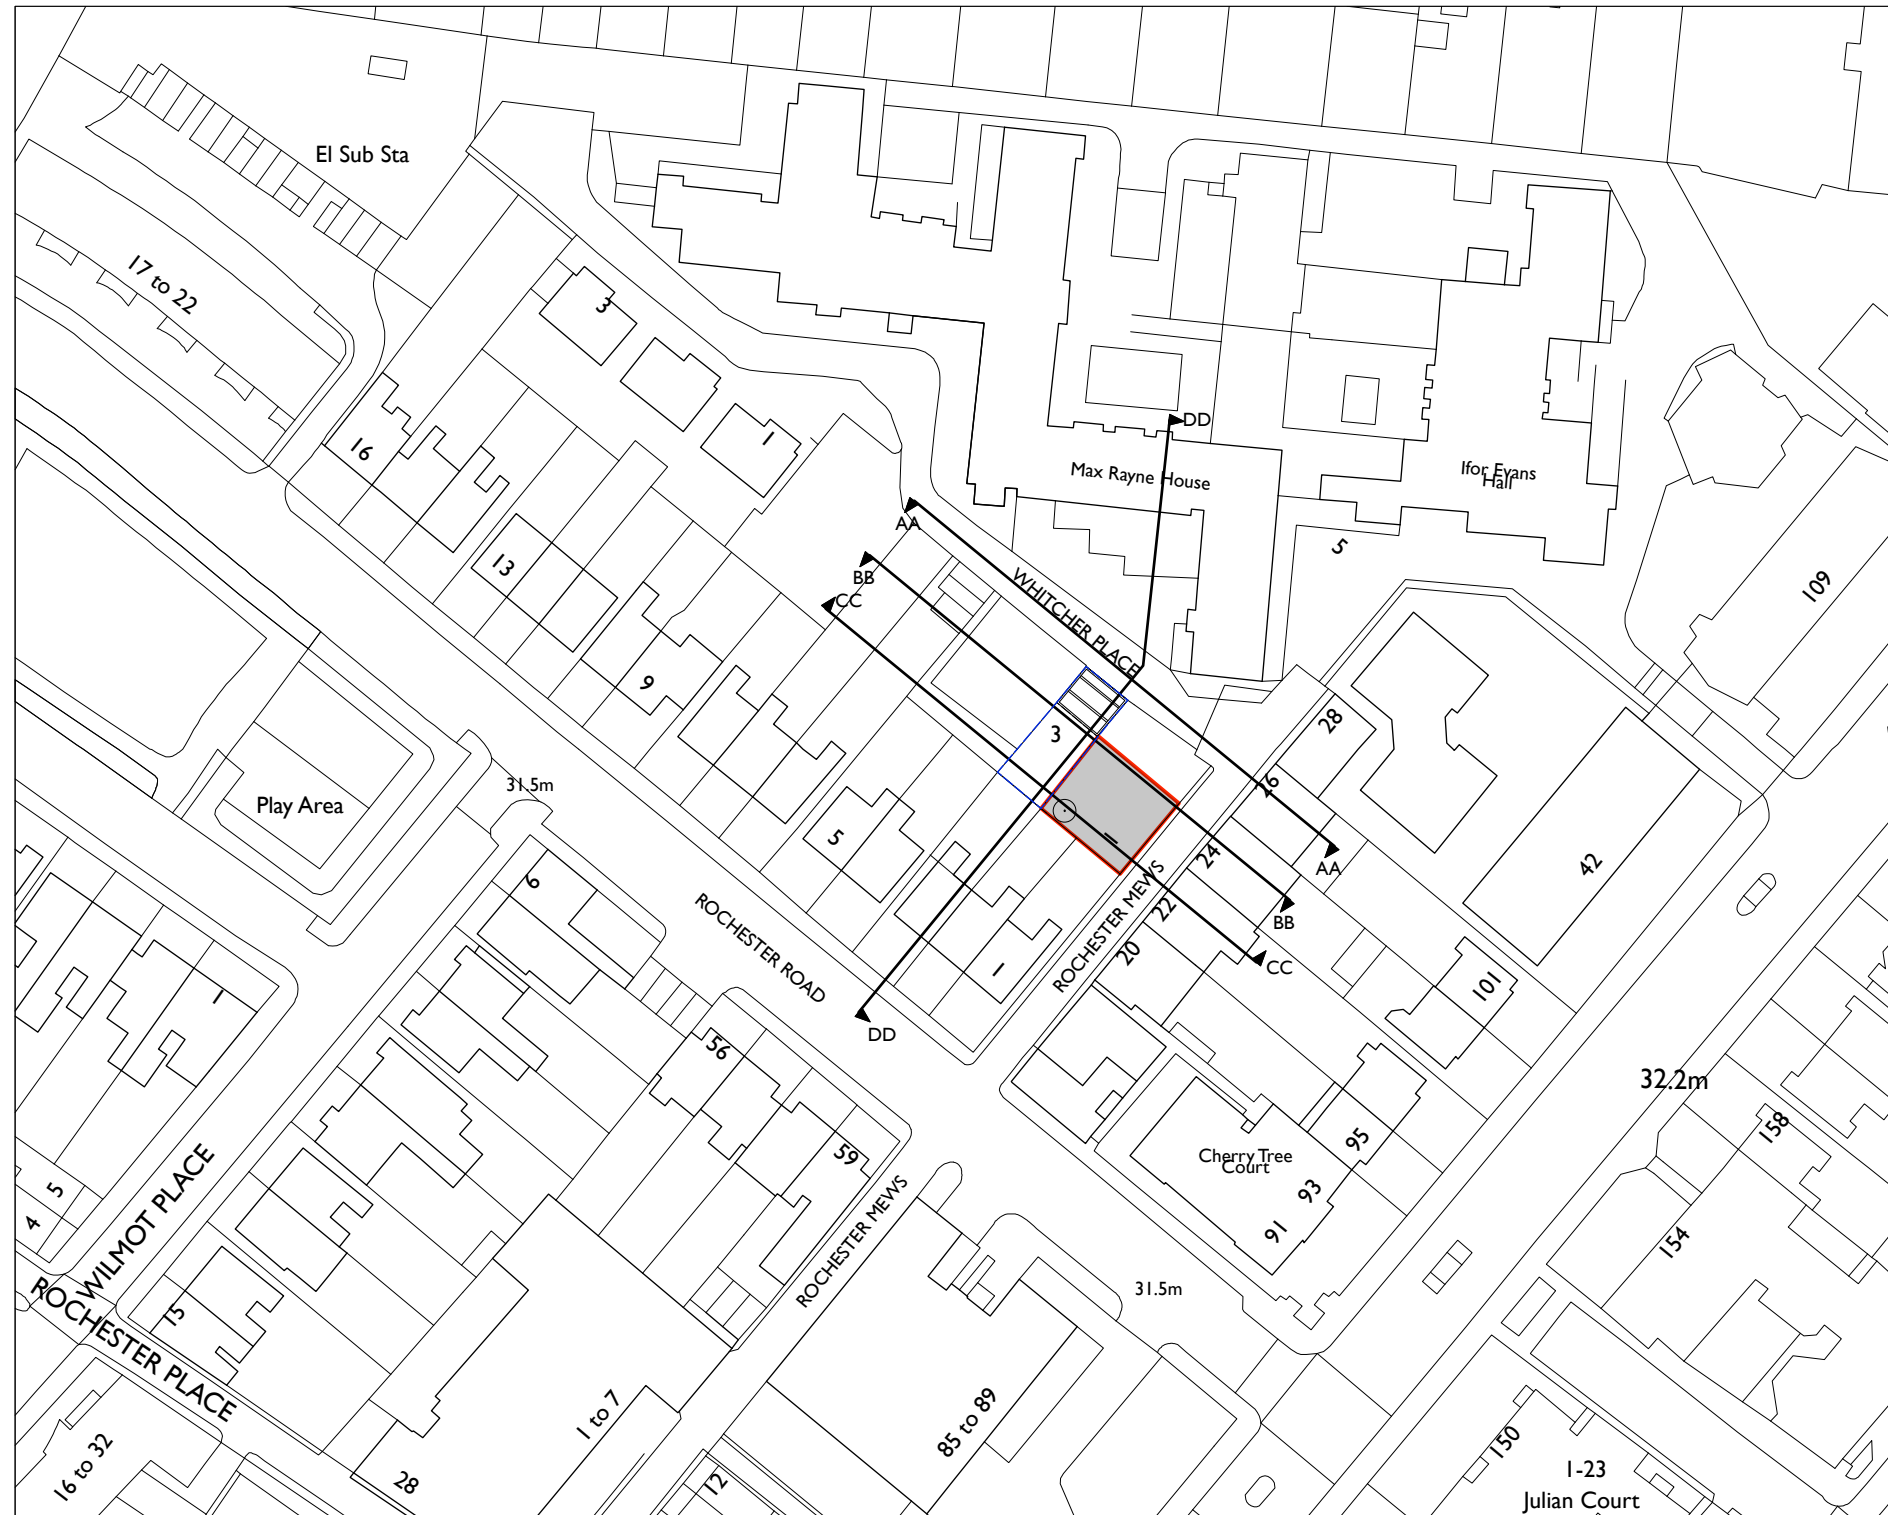 El Sub Sta
17 to 22
3
1
16
13
9
5
DD
Max Rayne House
Ifor Evans
Hall
5
109
AA
BB
CC
WHITCHER PLACE
3
28
26
24
22
20
AA
BB
CC
42
101
Play Area
31.5m
6
ROCHESTER ROAD
ROCHESTER MEWS
1
DD
1
56
59
32.2m
158
Cherry Tree
Court
95
93
91
154
5
4
WILMOT PLACE
ROCHESTER PLACE
15
ROCHESTER MEWS
31.5m
16 to 32
28
1 to 7
12
85 to 89
150
1-23
Julian Court